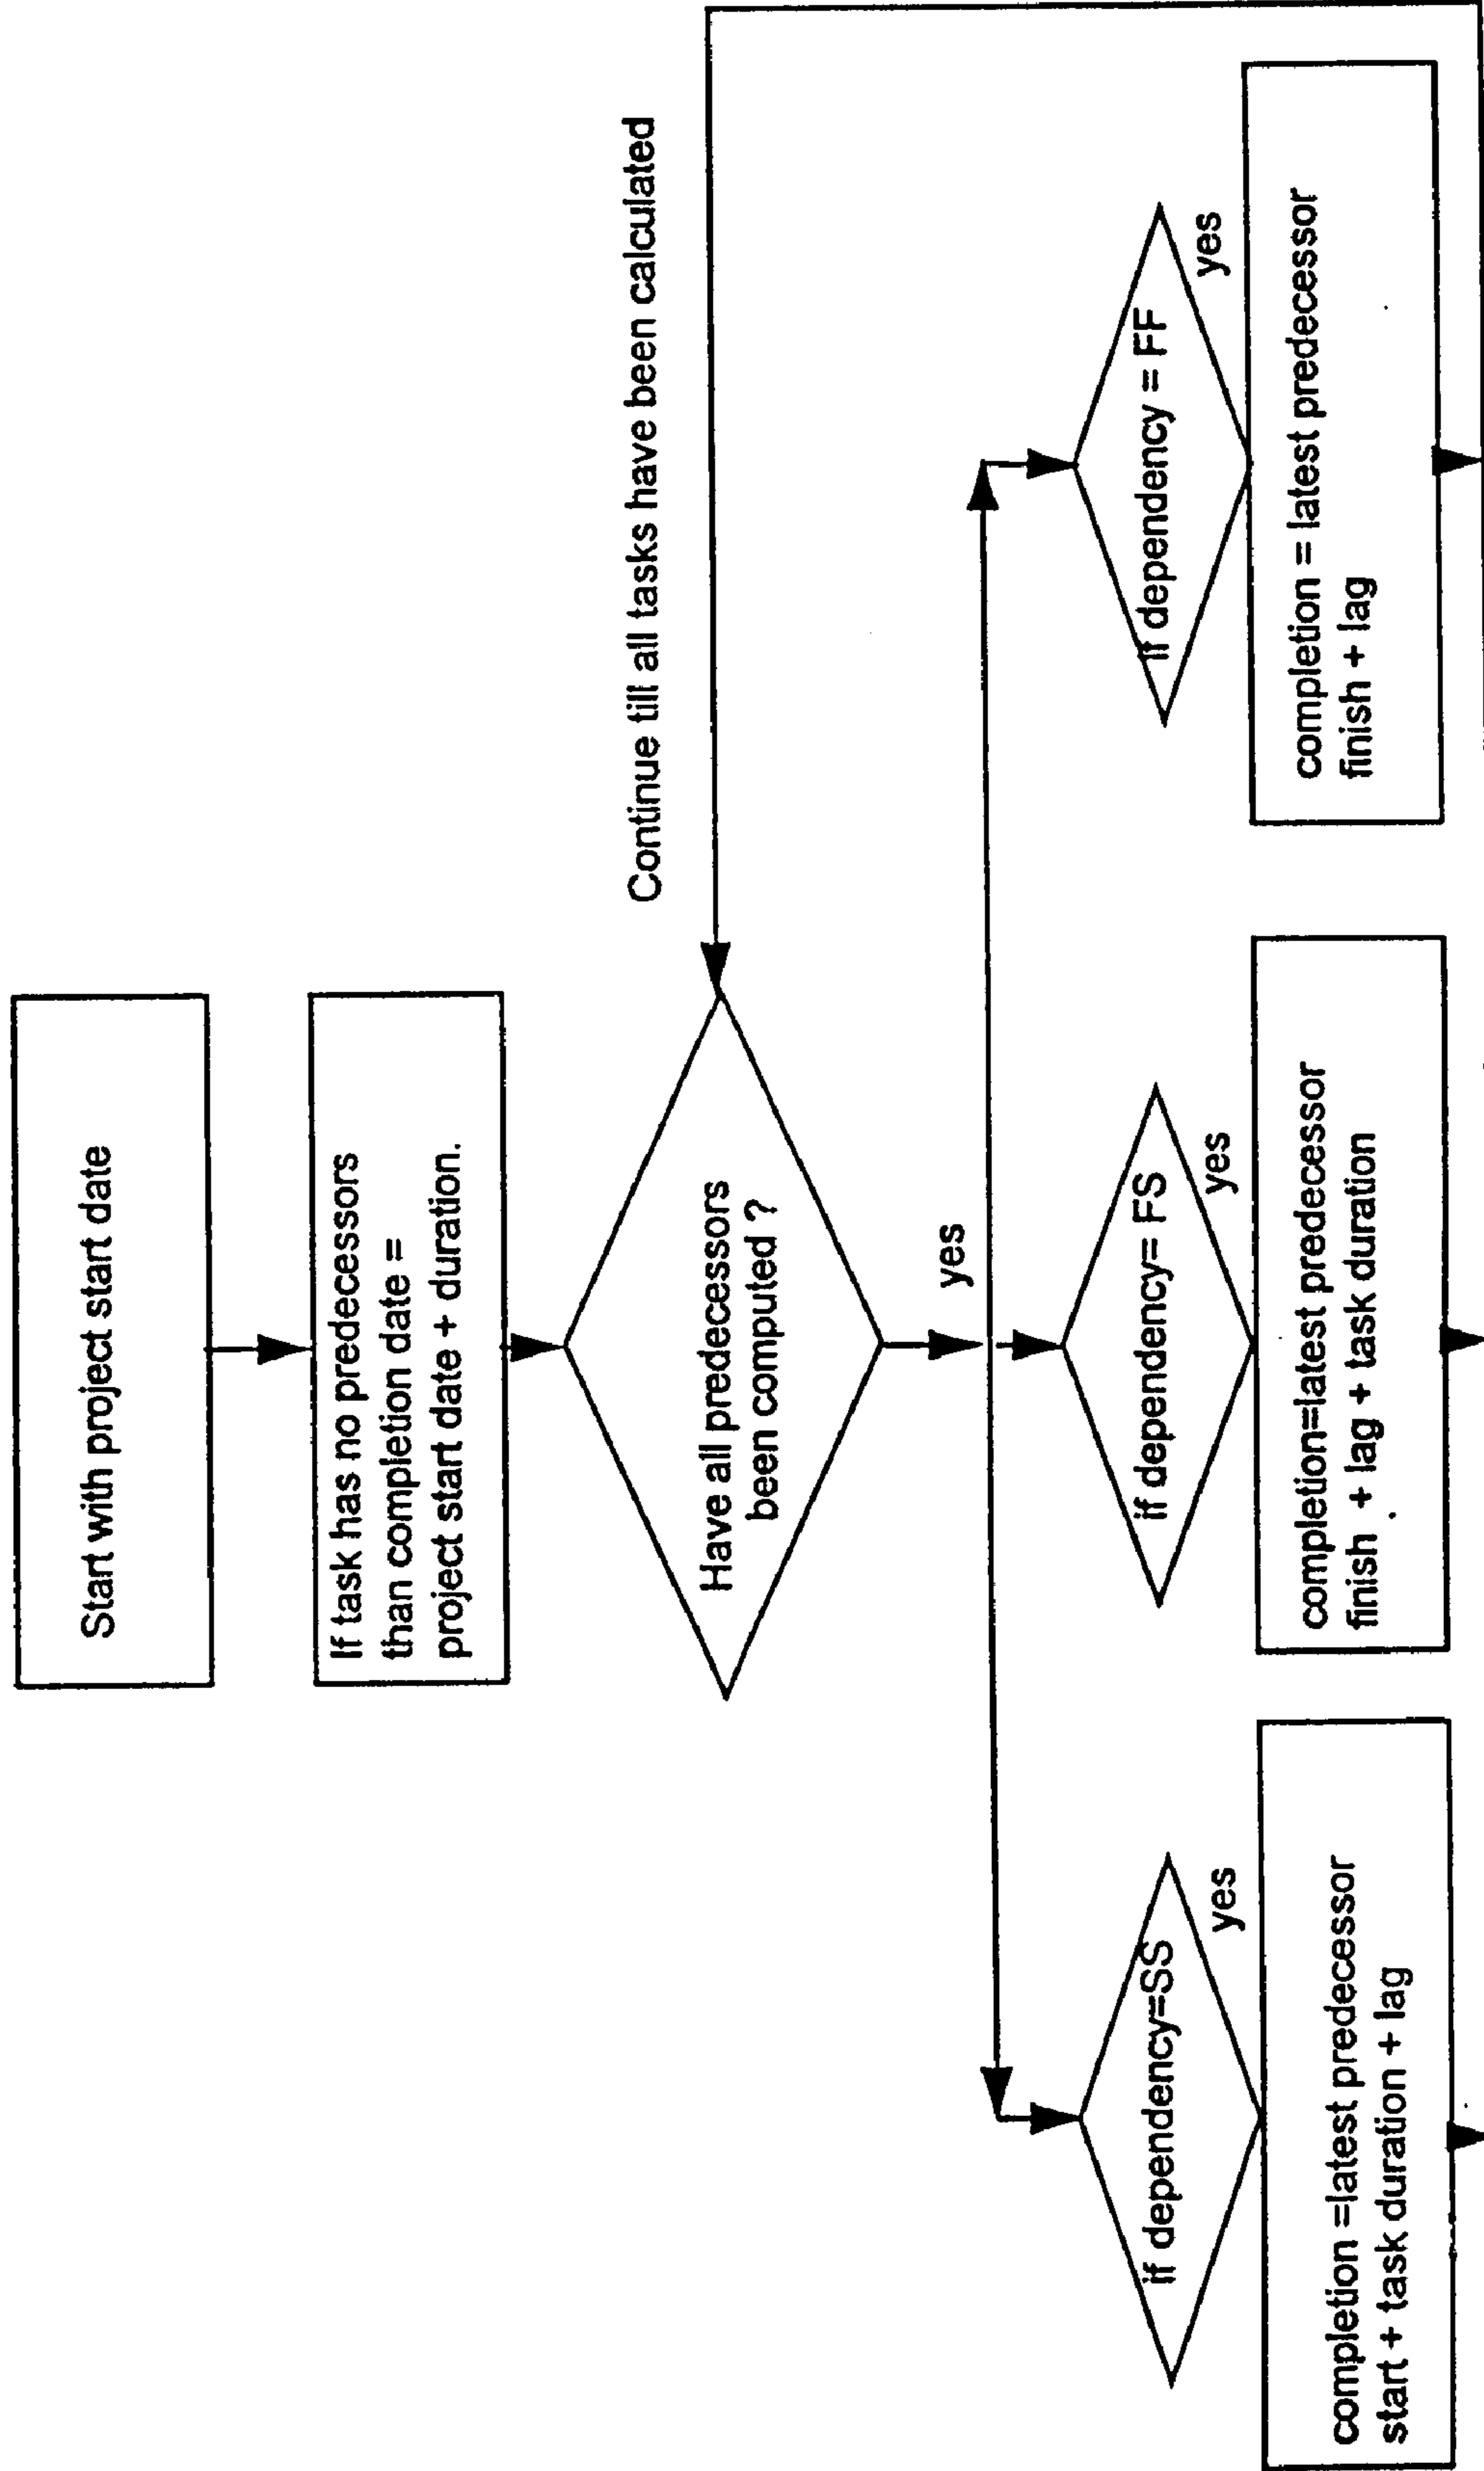 Start with project start date
If task has no predecessors
than completion date =
project start date + duration.
Continue till all tasks have been calculated
Have all predecessors
been computed ?
yes
if dependency=SS
yes
completion =latest predecessor
start + task duration + lag
if dependency= FS
yes
completion=latest predecessor
finish + lag + task duration
if dependency = FF
yes
completion = latest predecessor
finish + lag